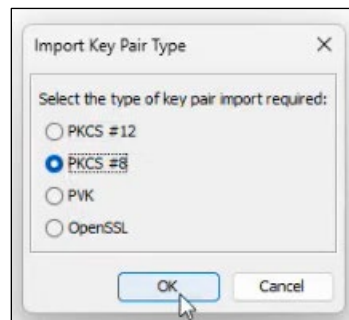 Import Key Pair Type
Select the type of key pair import required:
PKCS #12
PKCS #8
PVK
OpenSSL
OK Cancel